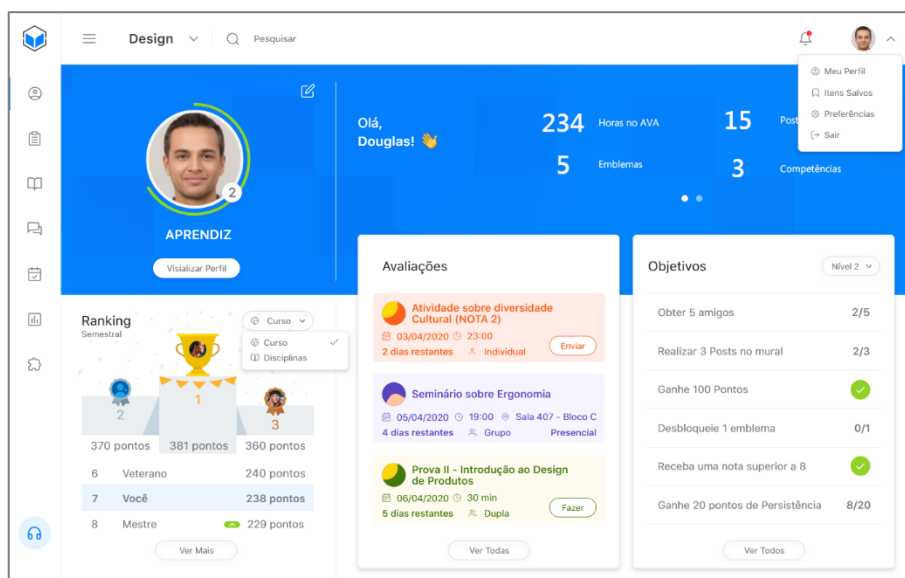 Design
Pesquisar
Meu Perfil
Itens Salvos
Preferências
Sair
Olá,
Douglas!
234 Horas no AVA
15 Post
5 Emblemas
3 Competências
2
APRENDIZ
Visializar Perfil
Ranking
Semestral
Curso
Curso
Disciplinas
1
2
3
370 pontos 381 pontos 360 pontos
6 Veterano 240 pontos
7 Você 238 pontos
8 Mestre 229 pontos
Ver Mais
Avaliações
Atividade sobre diversidade
Cultural (NOTA 2)
03/04/2020 23:00
2 dias restantes Individual
Enviar
Seminário sobre Ergonomia
05/04/2020 19:00 Sala 407 - Bloco C
4 dias restantes Grupo Presencial
Prova II - Introdução ao Design
de Produtos
06/04/2020 30 min
5 dias restantes Dupla
Fazer
Ver Todas
Objetivos
Nível 2
Obter 5 amigos 2/5
Realizar 3 Posts no mural 2/3
Ganhe 100 Pontos
Desbloqueie 1 emblema 0/1
Receba uma nota superior a 8
Ganhe 20 pontos de Persistência 8/20
Ver Todos